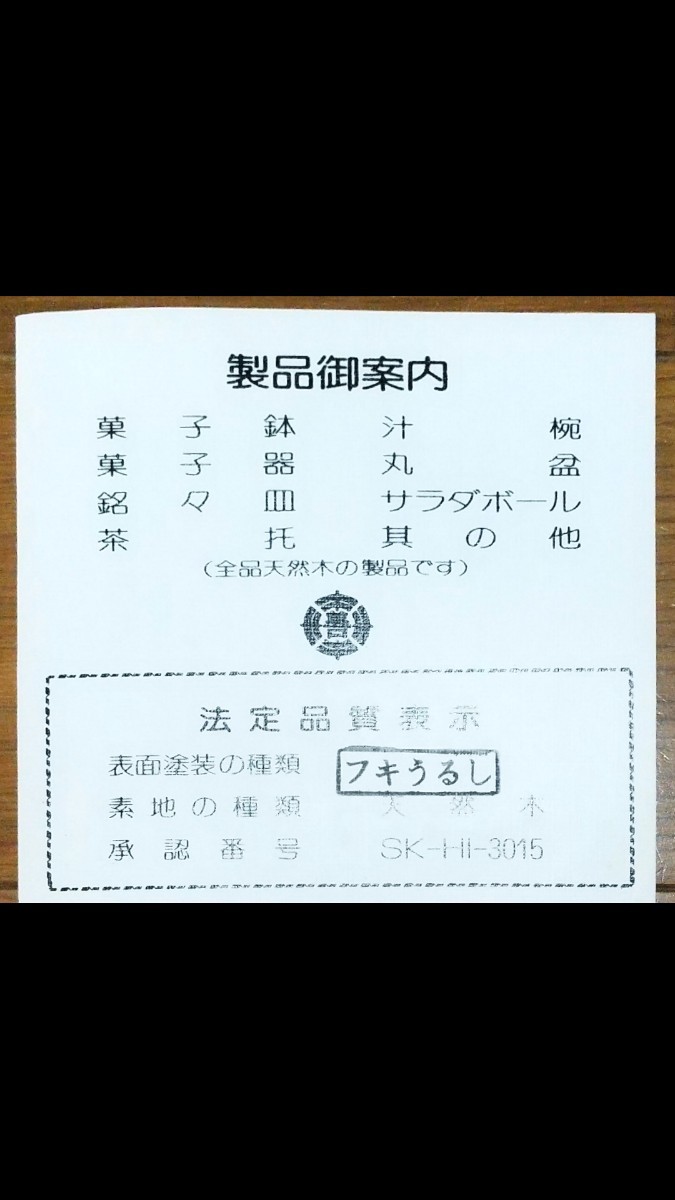 製品御案内
菓子鉢 汁椀
菓子器 丸盆
銘々皿 サラダボール
茶托 其の他
(全品天然木の製品です)
法定品質表示
表面塗装の種類 フキうるし
素地の種類 天然木
承認番号 SK-HI-3015